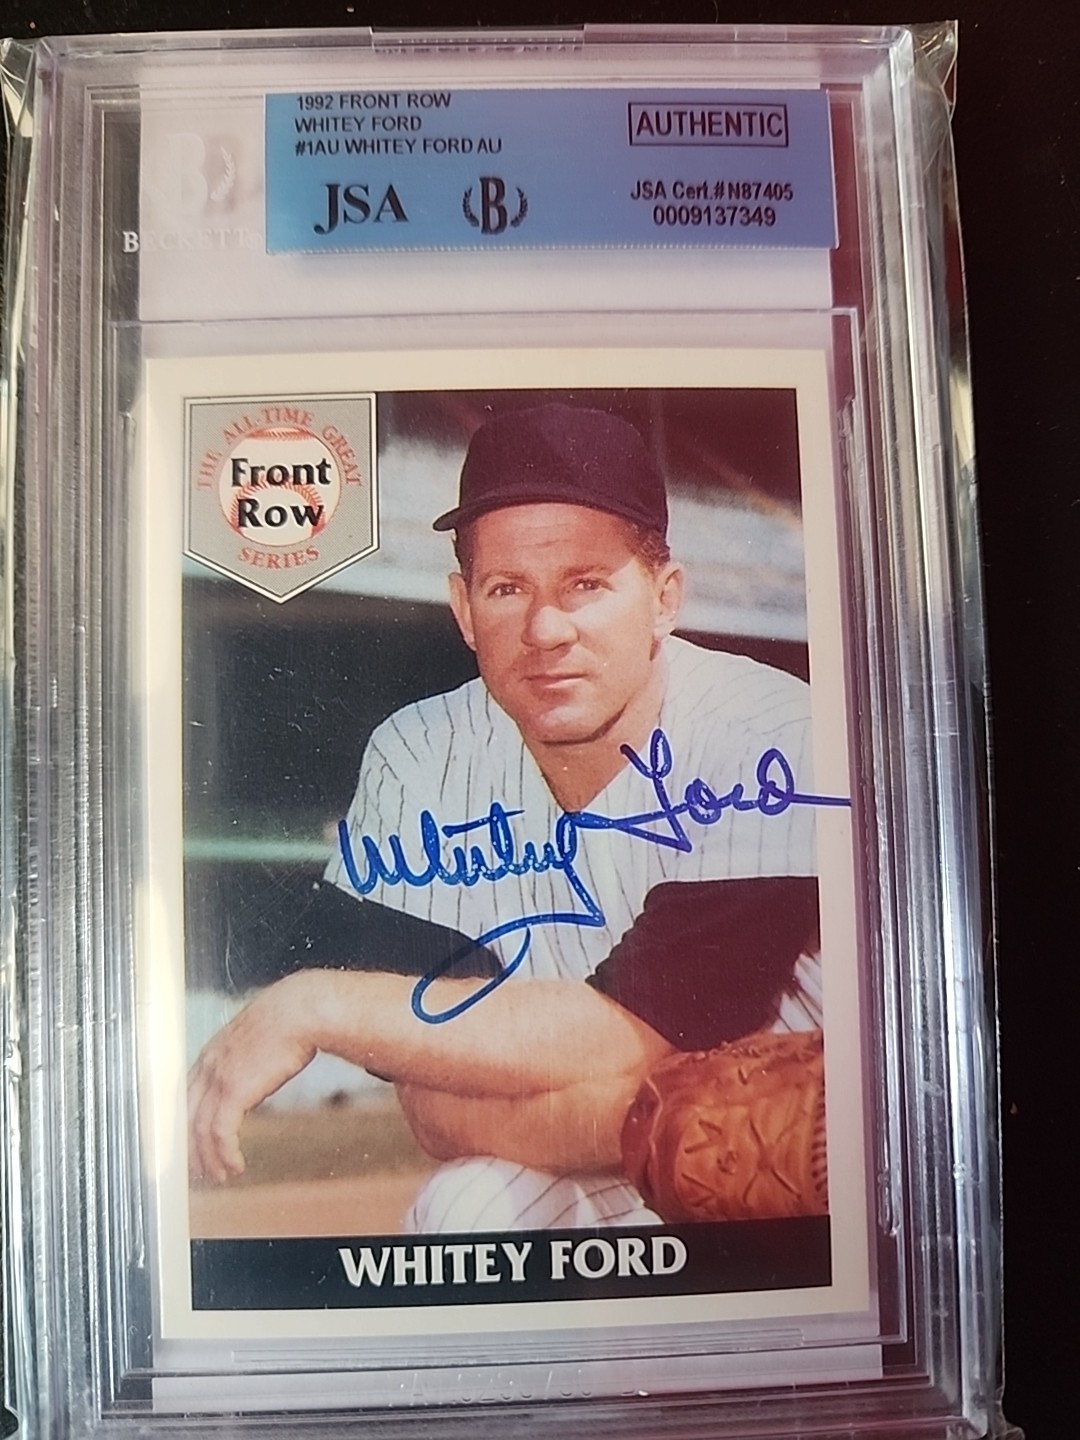 1992 FRONT ROW
WHITEY FORD
#1AU WHITEY FORD AU
AUTHENTIC
JSA
B
JSA Cert.#N87405
0009137349
B
BECKETT
THE ALL-TIME GREAT
Front
Row
SERIES
Whitey Ford
WHITEY FORD